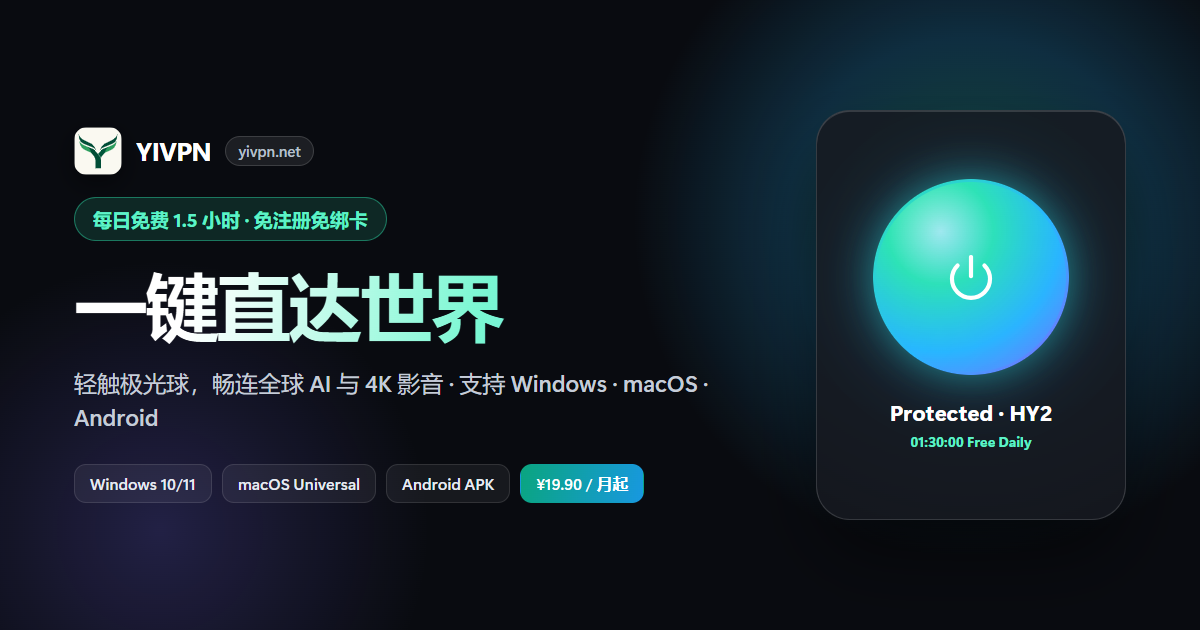 YIVPN
yivpn.net
每日免费 1.5 小时 · 免注册免绑卡
一键直达世界
轻触极光球，畅连全球 AI 与 4K 影音 · 支持 Windows · macOS ·
Android
Windows 10/11
macOS Universal
Android APK
¥19.90 / 月起
Protected · HY2
01:30:00 Free Daily